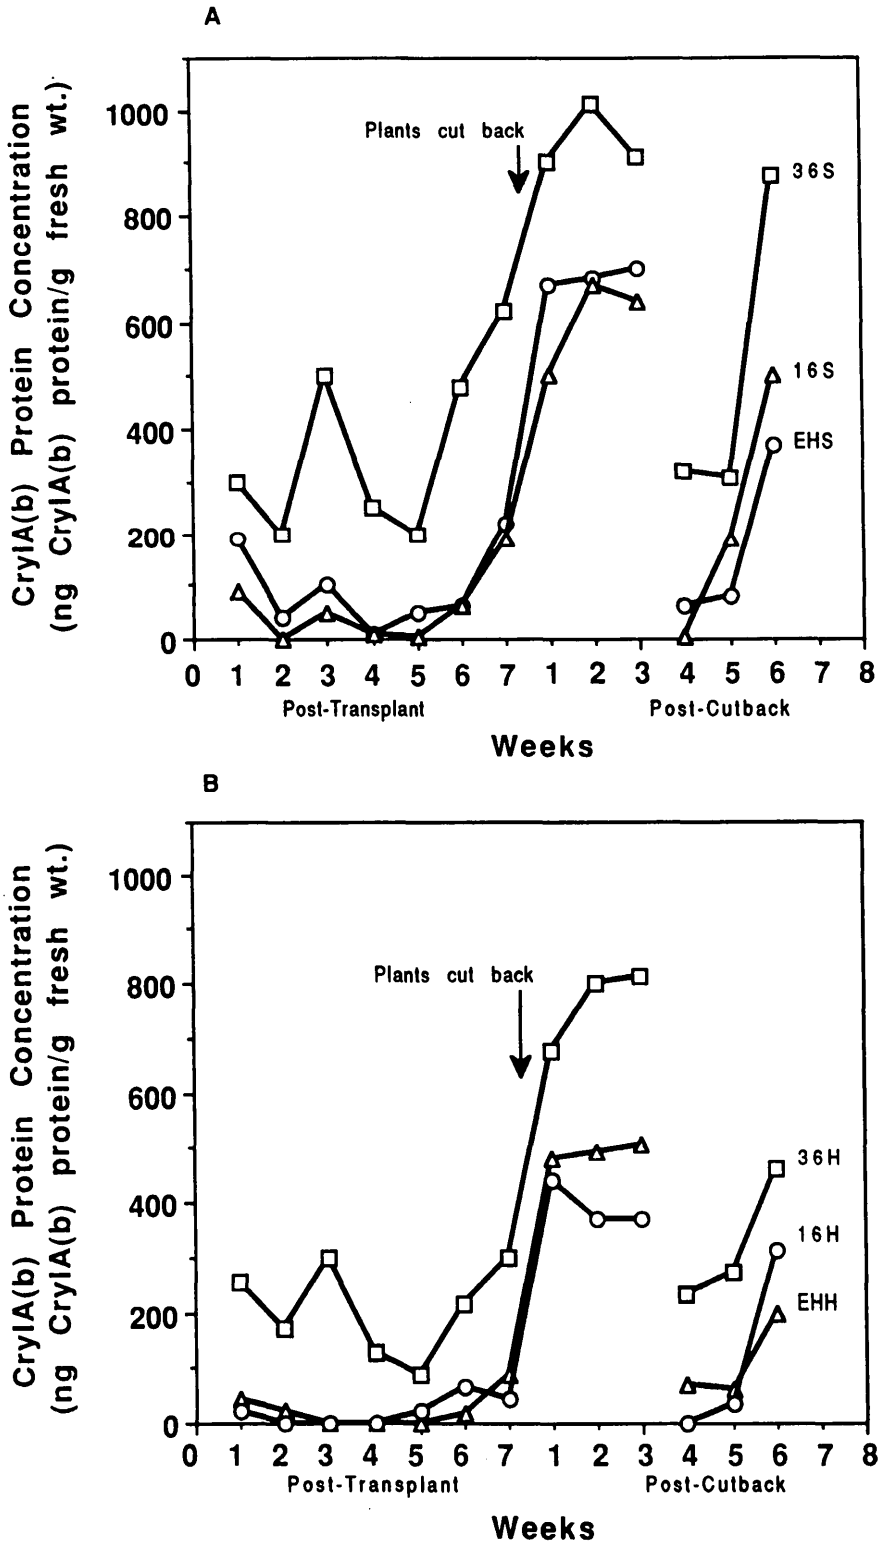 A
CryIA(b) Protein Concentration
(ng CryIA(b) protein/g fresh wt.)
1000
800
600
400
200
0
Plants cut back
36S
16S
EHS
0 1 2 3 4 5 6 7 1 2 3 4 5 6 7 8
Post-Transplant Post-Cutback
Weeks
B
CryIA(b) Protein Concentration
(ng CryIA(b) protein/g fresh wt.)
1000
800
600
400
200
0
Plants cut back
36H
16H
EHH
0 1 2 3 4 5 6 7 1 2 3 4 5 6 7 8
Post-Transplant Post-Cutback
Weeks